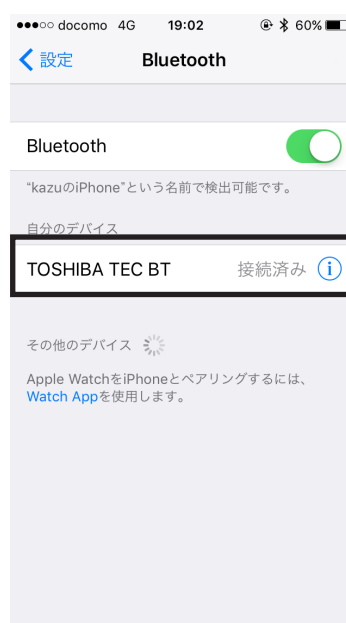 docomo 4G 19:02 60%
設定 Bluetooth
Bluetooth
“kazuのiPhone”という名前で検出可能です。
自分のデバイス
TOSHIBA TEC BT 接続済み i
その他のデバイス
Apple WatchをiPhoneとペアリングするには、
Watch Appを使用します。